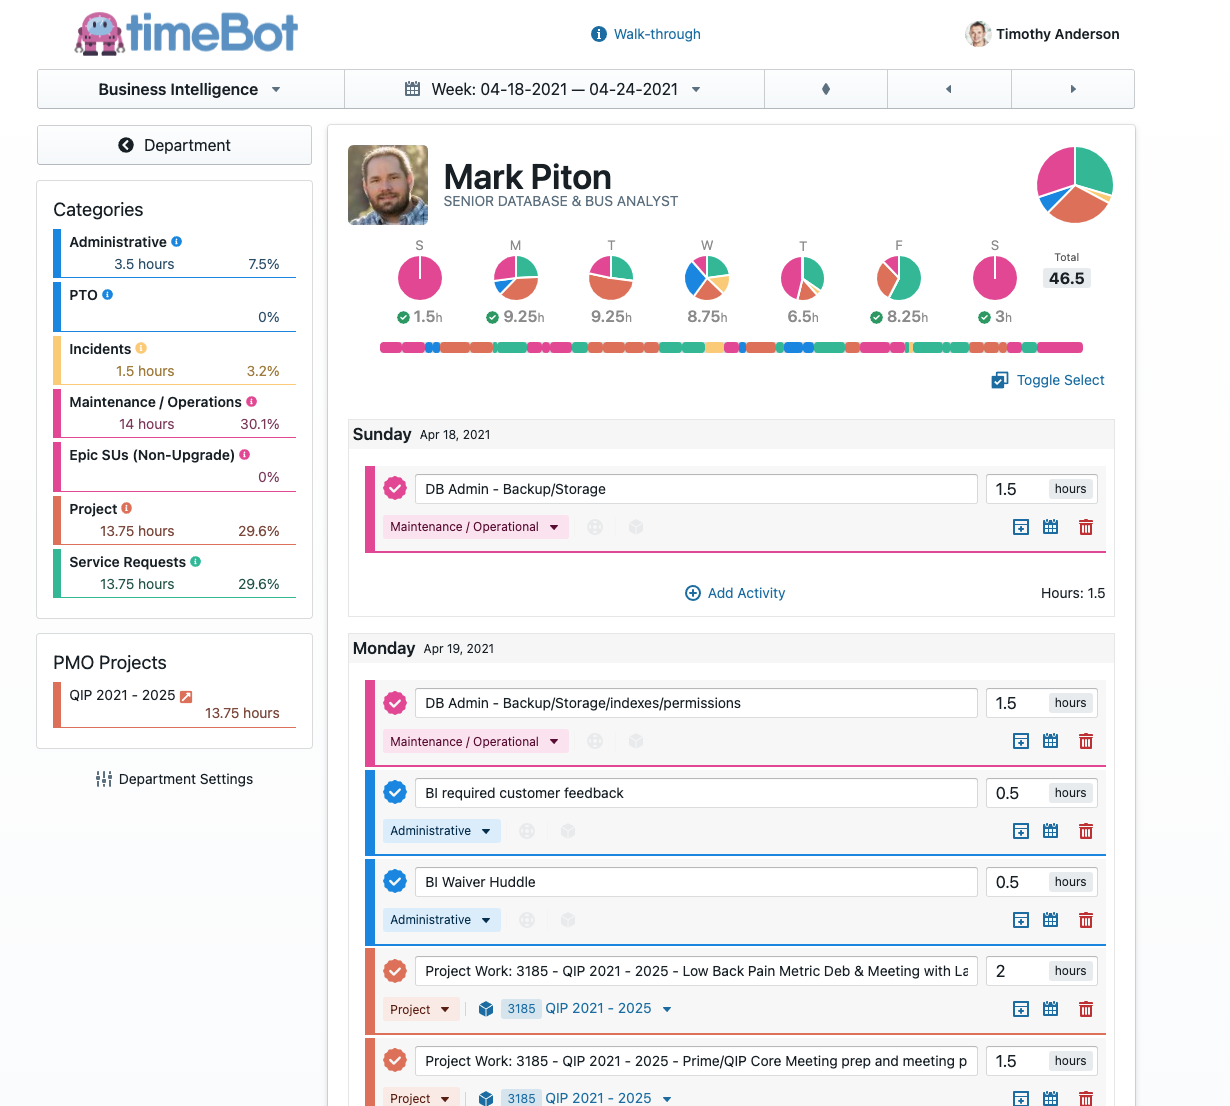 timeBot
Walk-through
Timothy Anderson
Business Intelligence
Week: 04-18-2021 — 04-24-2021
Department
Categories
Administrative
3.5 hours 7.5%
PTO
0%
Incidents
1.5 hours 3.2%
Maintenance / Operations
14 hours 30.1%
Epic SUs (Non-Upgrade)
0%
Project
13.75 hours 29.6%
Service Requests
13.75 hours 29.6%
PMO Projects
QIP 2021 - 2025
13.75 hours
Department Settings
Mark Piton
SENIOR DATABASE & BUS ANALYST
S M T W T F S
Total
46.5
1.5h 9.25h 9.25h 8.75h 6.5h 8.25h 3h
Toggle Select
Sunday Apr 18, 2021
DB Admin - Backup/Storage 1.5 hours
Maintenance / Operational
Add Activity Hours: 1.5
Monday Apr 19, 2021
DB Admin - Backup/Storage/indexes/permissions 1.5 hours
Maintenance / Operational
BI required customer feedback 0.5 hours
Administrative
BI Waiver Huddle 0.5 hours
Administrative
Project Work: 3185 - QIP 2021 - 2025 - Low Back Pain Metric Deb & Meeting with La 2 hours
Project 3185 QIP 2021 - 2025
Project Work: 3185 - QIP 2021 - 2025 - Prime/QIP Core Meeting prep and meeting p 1.5 hours
Project 3185 QIP 2021 - 2025